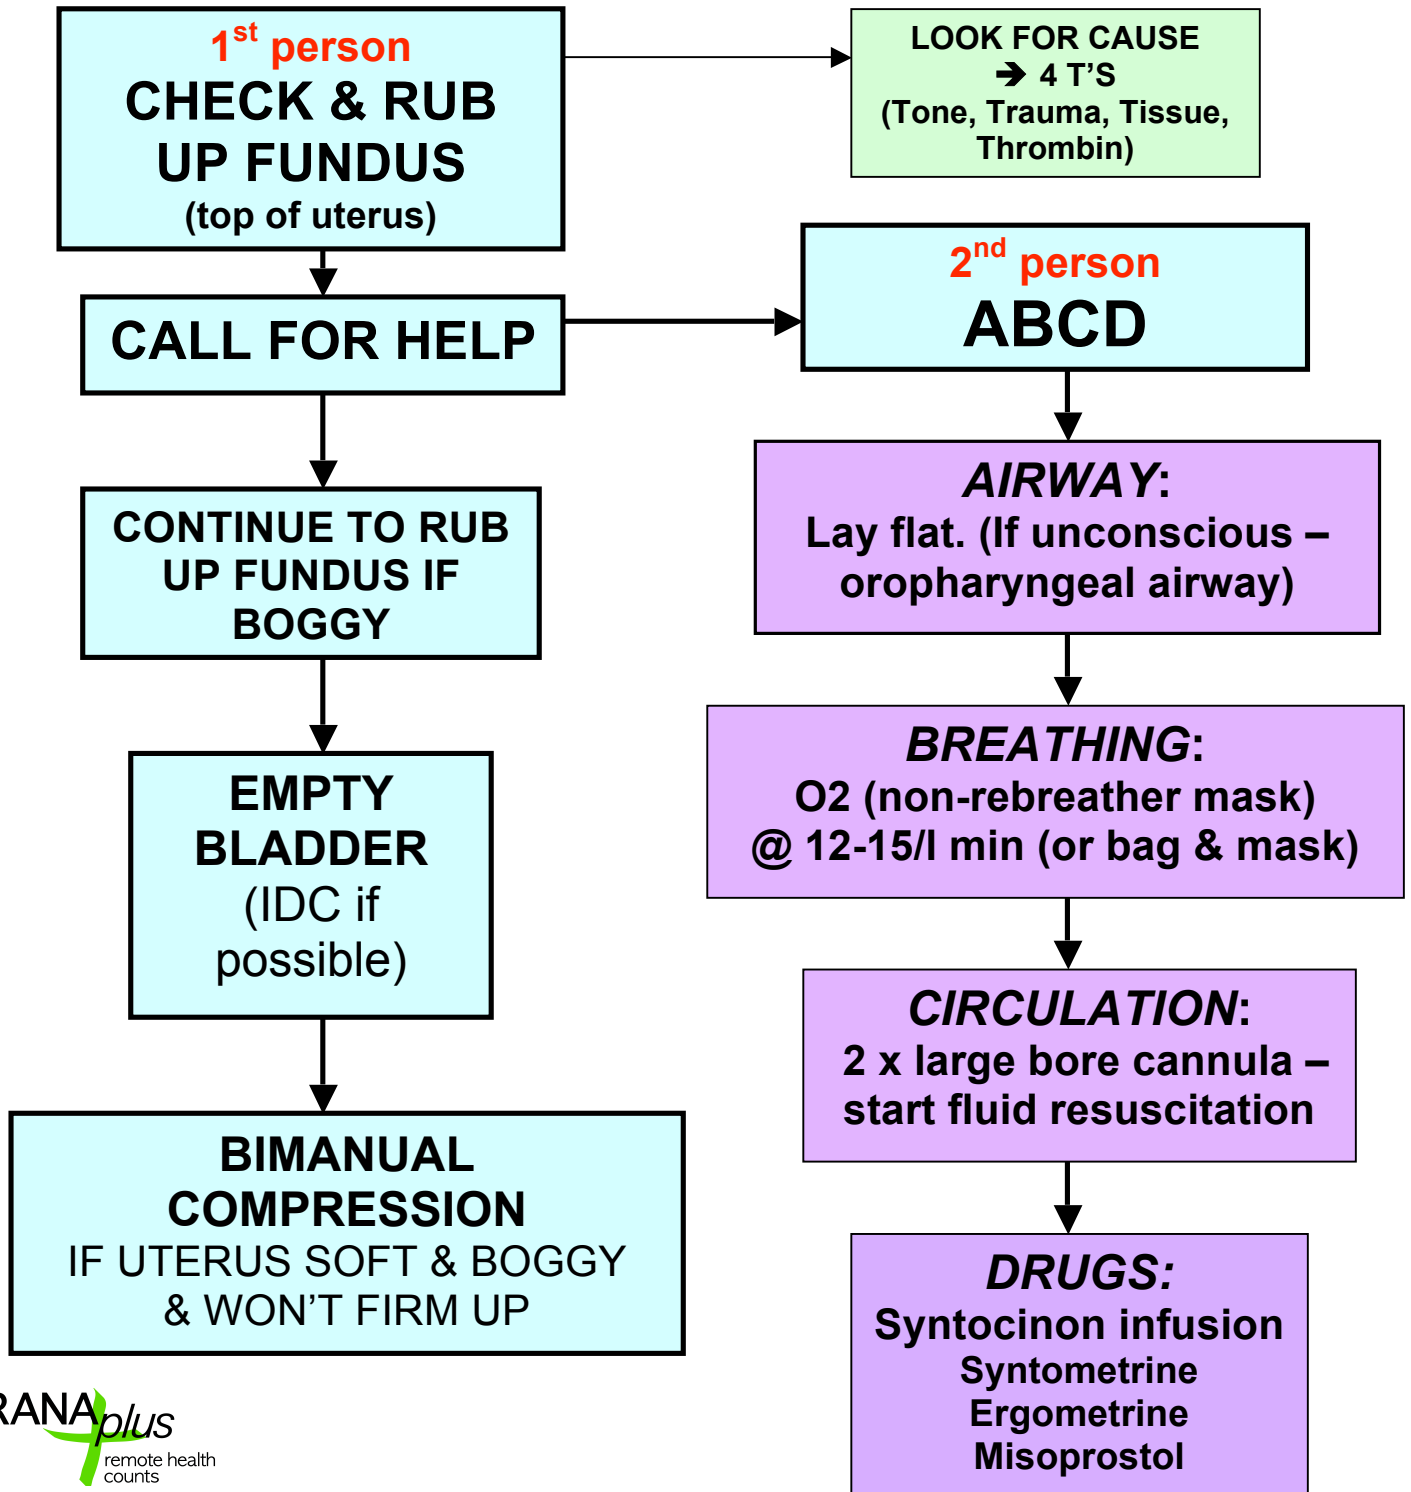 1st person
CHECK & RUB
UP FUNDUS
(top of uterus)
LOOK FOR CAUSE
➔ 4 T’S
(Tone, Trauma, Tissue,
Thrombin)
CALL FOR HELP
2nd person
ABCD
CONTINUE TO RUB
UP FUNDUS IF
BOGGY
EMPTY
BLADDER
(IDC if
possible)
BIMANUAL
COMPRESSION
IF UTERUS SOFT & BOGGY
& WON’T FIRM UP
AIRWAY:
Lay flat. (If unconscious –
oropharyngeal airway)
BREATHING:
O2 (non-rebreather mask)
@ 12-15/l min (or bag & mask)
CIRCULATION:
2 x large bore cannula –
start fluid resuscitation
DRUGS:
Syntocinon infusion
Syntometrine
Ergometrine
Misoprostol
RANAplus
remote health
counts